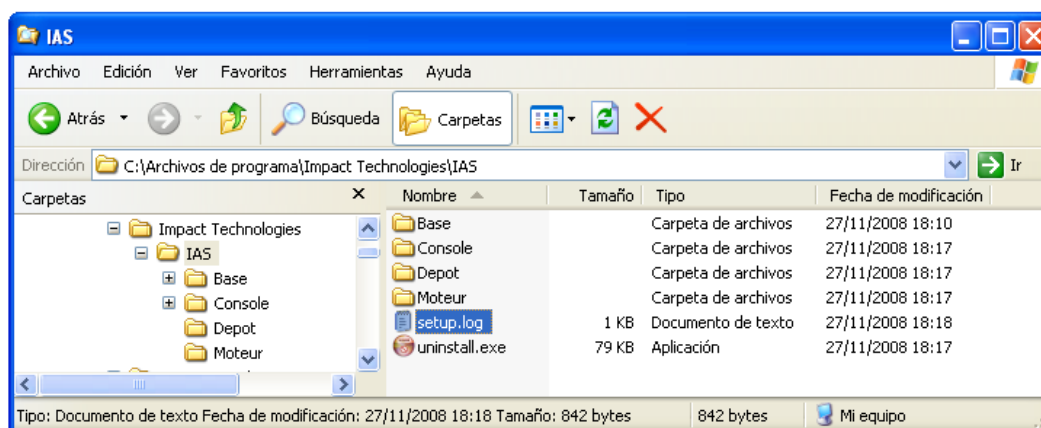 IAS
Archivo Edición Ver Favoritos Herramientas Ayuda
Atrás Búsqueda Carpetas
Dirección C:\Archivos de programa\Impact Technologies\IAS Ir
Carpetas x Nombre Tamaño Tipo Fecha de modificación
Impact Technologies
IAS
Base
Console
Depot
Moteur
Base Carpeta de archivos 27/11/2008 18:10
Console Carpeta de archivos 27/11/2008 18:17
Depot Carpeta de archivos 27/11/2008 18:17
Moteur Carpeta de archivos 27/11/2008 18:17
setup.log 1 KB Documento de texto 27/11/2008 18:18
uninstall.exe 79 KB Aplicación 27/11/2008 18:17
Tipo: Documento de texto Fecha de modificación: 27/11/2008 18:18 Tamaño: 842 bytes 842 bytes Mi equipo